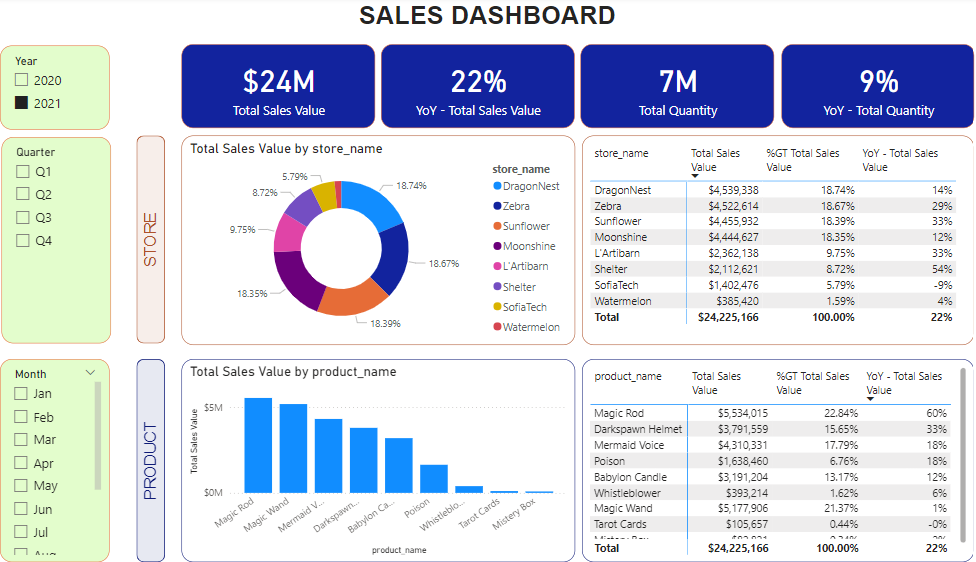 SALES DASHBOARD
Year
2020
2021
Quarter
Q1
Q2
Q3
Q4
Month
Jan
Feb
Mar
Apr
May
Jun
Jul
Aug
$24M
Total Sales Value
22%
YoY - Total Sales Value
7M
Total Quantity
9%
YoY - Total Quantity
STORE
Total Sales Value by store_name
5.79%
8.72%
9.75%
18.35%
18.39%
18.67%
18.74%
store_name
DragonNest
Zebra
Sunflower
Moonshine
L'Artibarn
Shelter
SofiaTech
Watermelon
store_name Total Sales Value %GT Total Sales Value YoY - Total Sales Value
DragonNest $4,539,338 18.74% 14%
Zebra $4,522,614 18.67% 29%
Sunflower $4,455,932 18.39% 33%
Moonshine $4,444,627 18.35% 12%
L'Artibarn $2,362,138 9.75% 33%
Shelter $2,112,621 8.72% 54%
SofiaTech $1,402,476 5.79% -9%
Watermelon $385,420 1.59% 4%
Total $24,225,166 100.00% 22%
PRODUCT
Total Sales Value by product_name
Total Sales Value
$5M
$0M
Magic Rod
Magic Wand
Mermaid V...
Darkspawn...
Babylon Ca...
Poison
Whistleblo...
Tarot Cards
Mistery Box
product_name
product_name Total Sales Value %GT Total Sales Value YoY - Total Sales Value
Magic Rod $5,534,015 22.84% 60%
Darkspawn Helmet $3,791,559 15.65% 33%
Mermaid Voice $4,310,331 17.79% 18%
Poison $1,638,460 6.76% 18%
Babylon Candle $3,191,204 13.17% 12%
Whistleblower $393,214 1.62% 6%
Magic Wand $5,177,906 21.37% 1%
Tarot Cards $105,657 0.44% -0%
Total $24,225,166 100.00% 22%